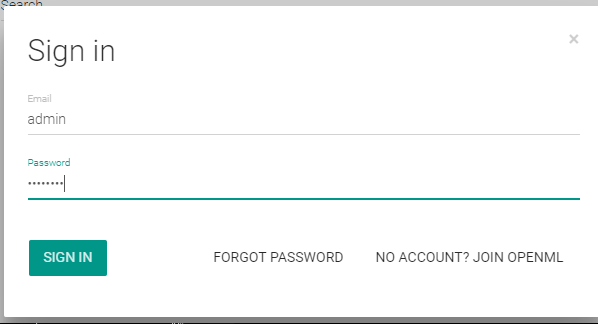 Search
Sign in
×
Email
admin
Password
••••••••
SIGN IN
FORGOT PASSWORD
NO ACCOUNT? JOIN OPENML